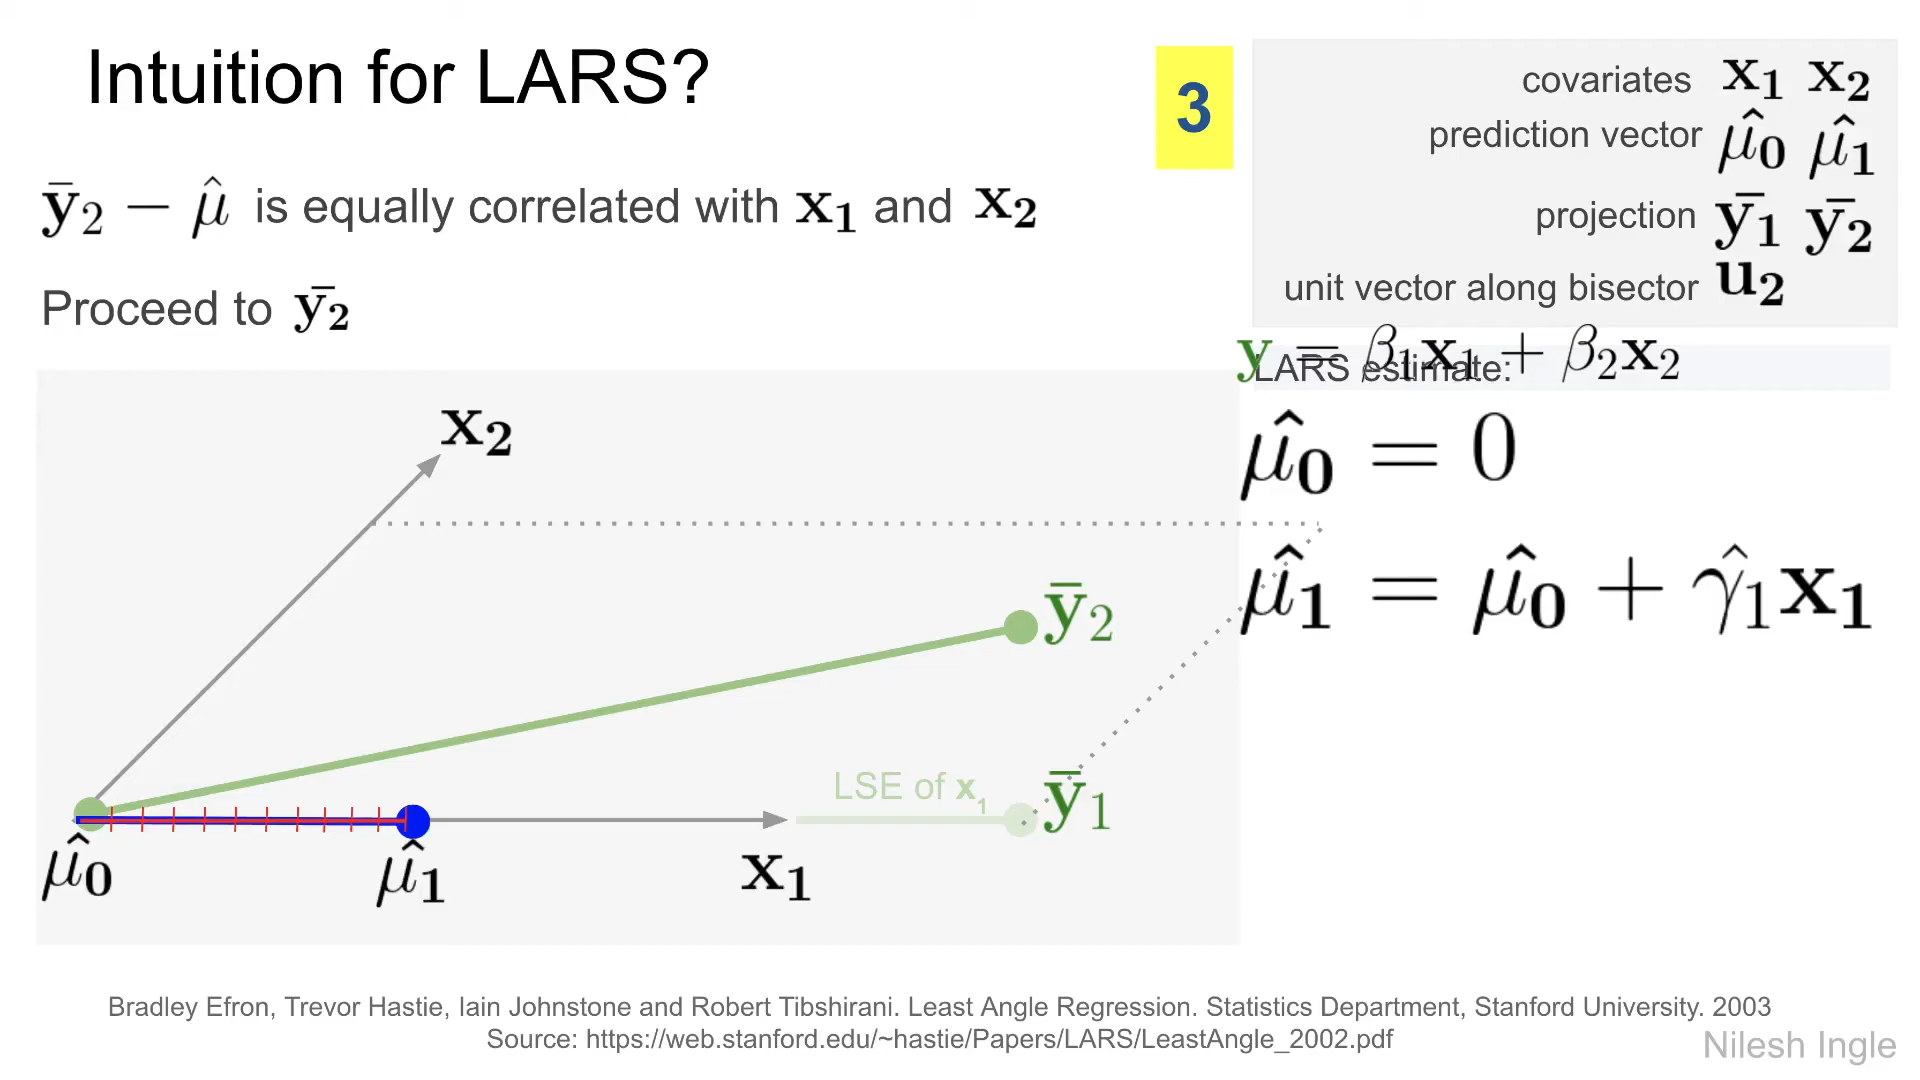 Intuition for LARS?
3
covariates x₁ x₂
prediction vector μ̂₀ μ̂₁
projection ȳ₁ ȳ₂
unit vector along bisector u₂
ȳ₂ − μ̂ is equally correlated with x₁ and x₂
Proceed to ȳ₂
y = β₁x₁ + β₂x₂
LARS estimate:
μ̂₀ = 0
μ̂₁ = μ̂₀ + γ̂₁x₁
x₂
ȳ₂
LSE of x₁
ȳ₁
μ̂₀
μ̂₁
x₁
Bradley Efron, Trevor Hastie, Iain Johnstone and Robert Tibshirani. Least Angle Regression. Statistics Department, Stanford University. 2003
Source: https://web.stanford.edu/~hastie/Papers/LARS/LeastAngle_2002.pdf
Nilesh Ingle